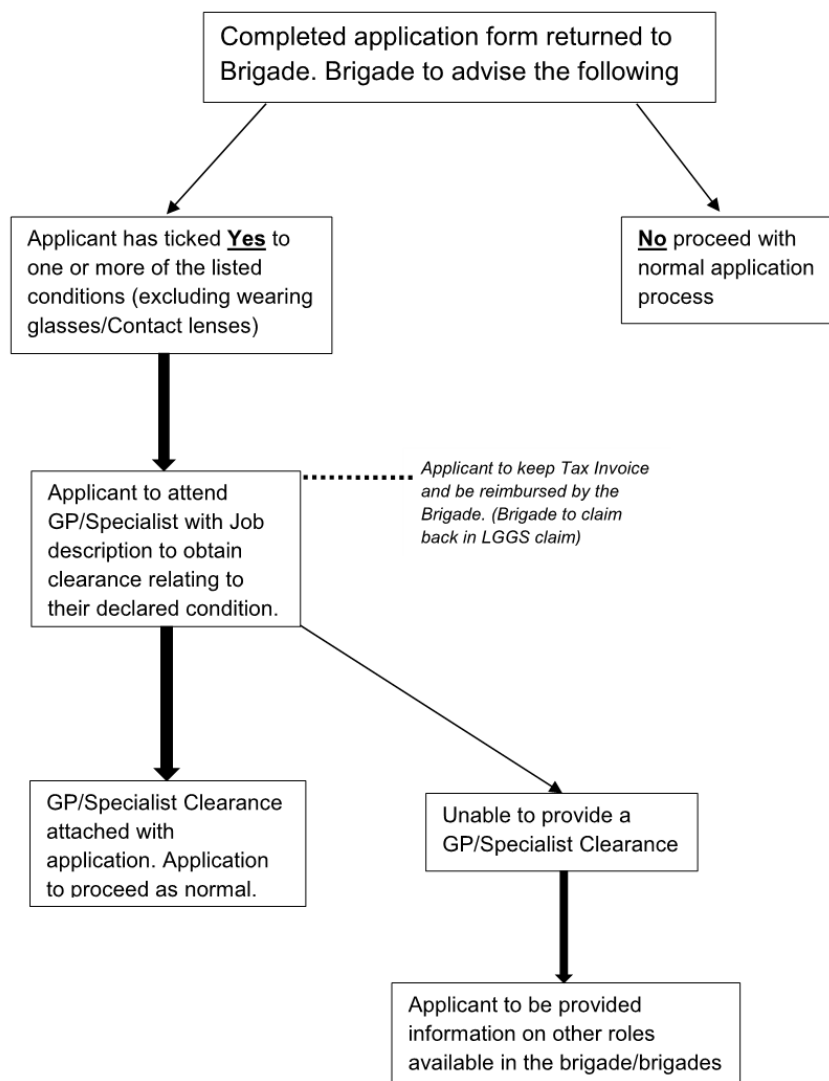 Completed application form returned to
Brigade. Brigade to advise the following
Applicant has ticked Yes to
one or more of the listed
conditions (excluding wearing
glasses/Contact lenses)
No proceed with
normal application
process
Applicant to attend
GP/Specialist with Job
description to obtain
clearance relating to
their declared condition.
Applicant to keep Tax Invoice
and be reimbursed by the
Brigade. (Brigade to claim
back in LGGS claim)
GP/Specialist Clearance
attached with
application. Application
to proceed as normal.
Unable to provide a
GP/Specialist Clearance
Applicant to be provided
information on other roles
available in the brigade/brigades